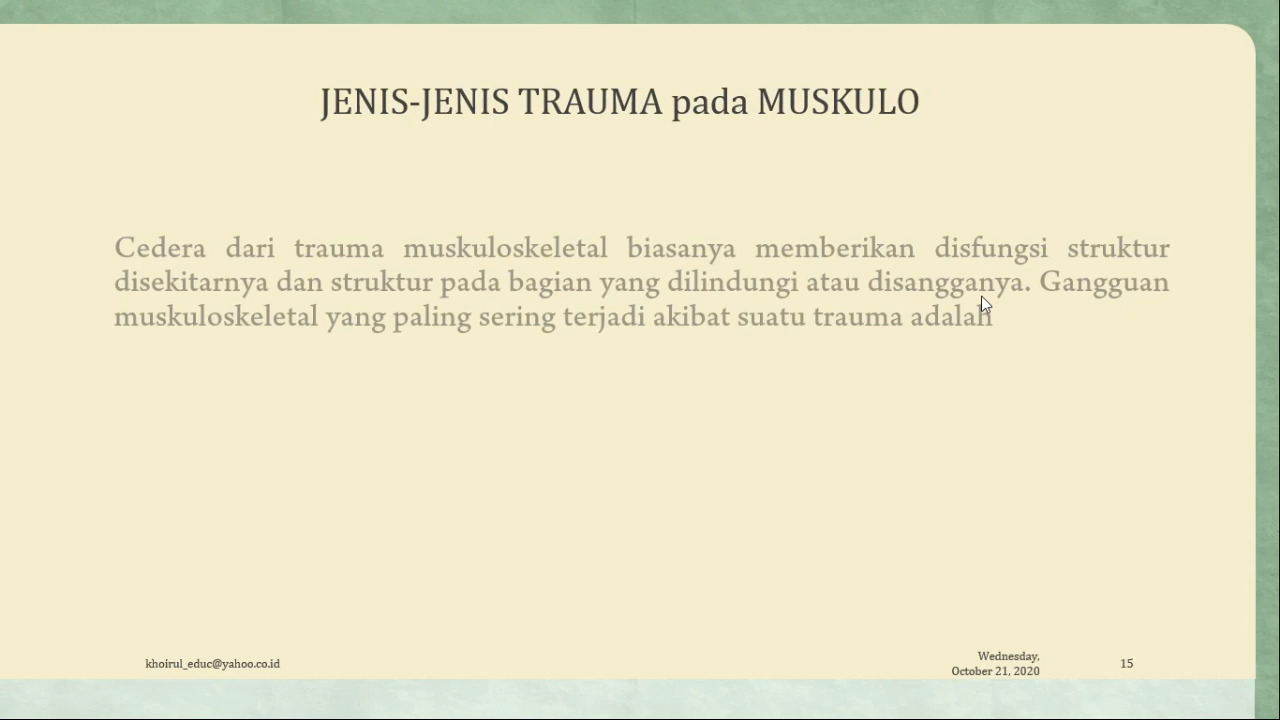 JENIS-JENIS TRAUMA pada MUSKULO
Cedera dari trauma muskuloskeletal biasanya memberikan disfungsi struktur
disekitarnya dan struktur pada bagian yang dilindungi atau disangganya. Gangguan
muskuloskeletal yang paling sering terjadi akibat suatu trauma adalah
khoirul_educ@yahoo.co.id
Wednesday,
October 21, 2020
15